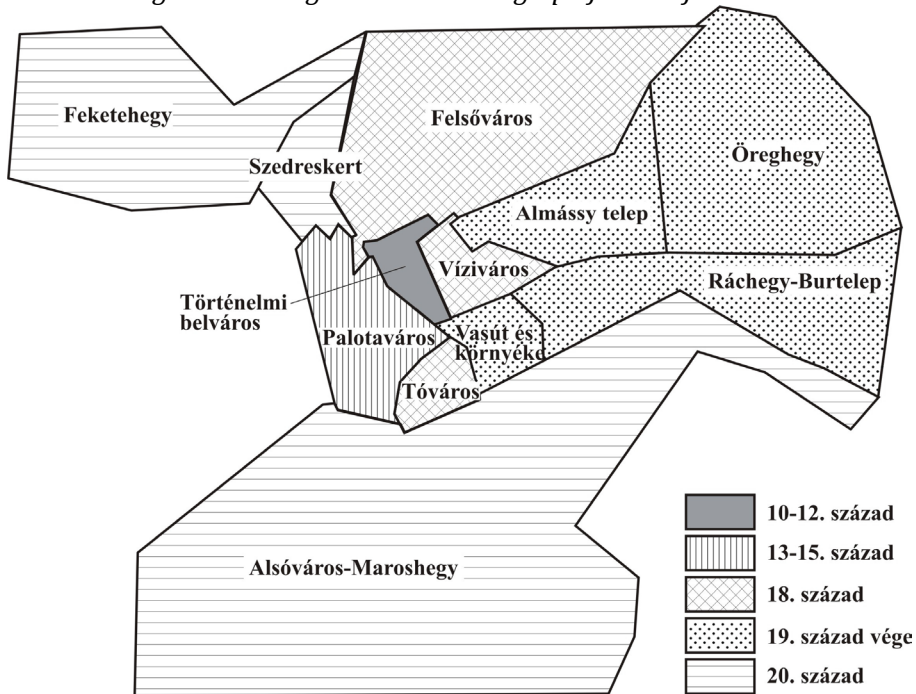 Feketehegy
Felsőváros
Szedreskert
Öreghegy
Almássy telep
Víziváros
Ráchegy-Burtelep
Történelmi
belváros
Palotaváros
Vasút és
környéke
Tóváros
Alsóváros-Maroshegy
10-12. század
13-15. század
18. század
19. század vége
20. század